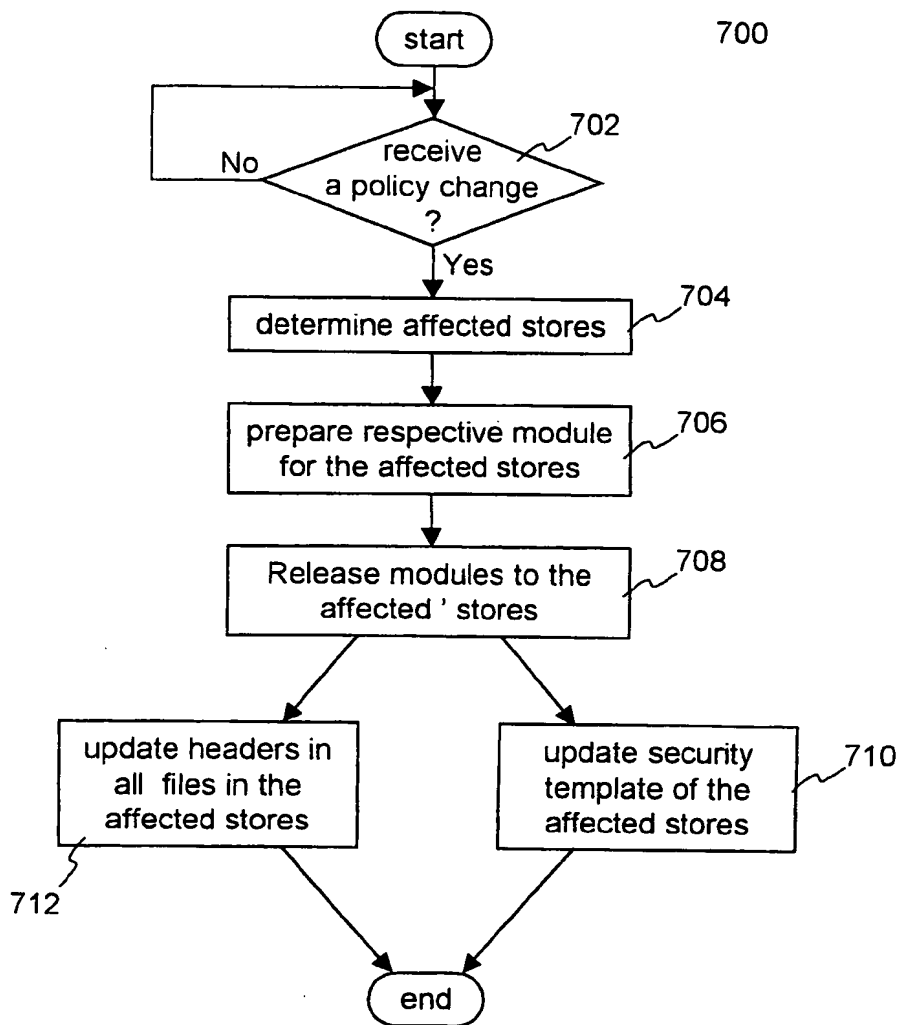 start
700
702
receive
a policy change
?
No
Yes
704
determine affected stores
706
prepare respective module
for the affected stores
708
Release modules to the
affected ' stores
update headers in
all files in the
affected stores
712
update security
template of the
affected stores
710
end